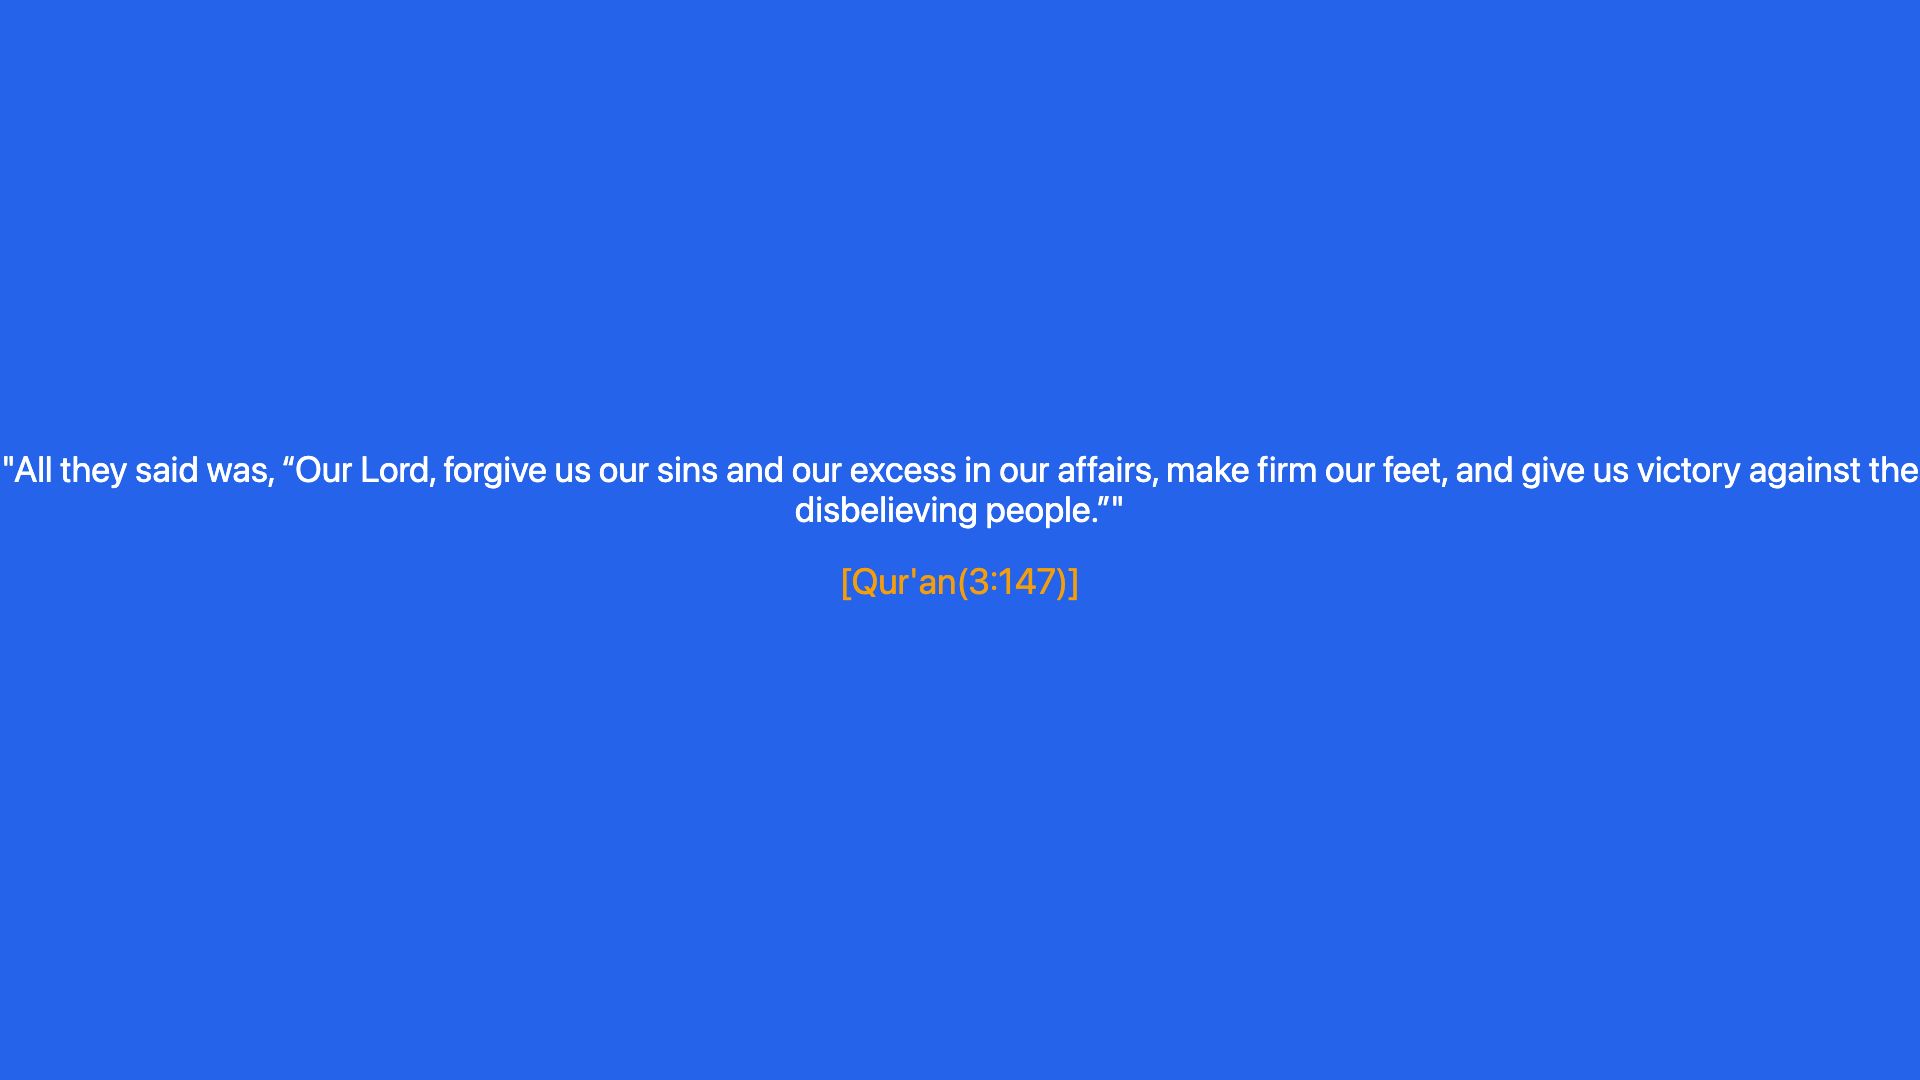 "All they said was, “Our Lord, forgive us our sins and our excess in our affairs, make firm our feet, and give us victory against the
disbelieving people.”"
[Qur'an(3:147)]